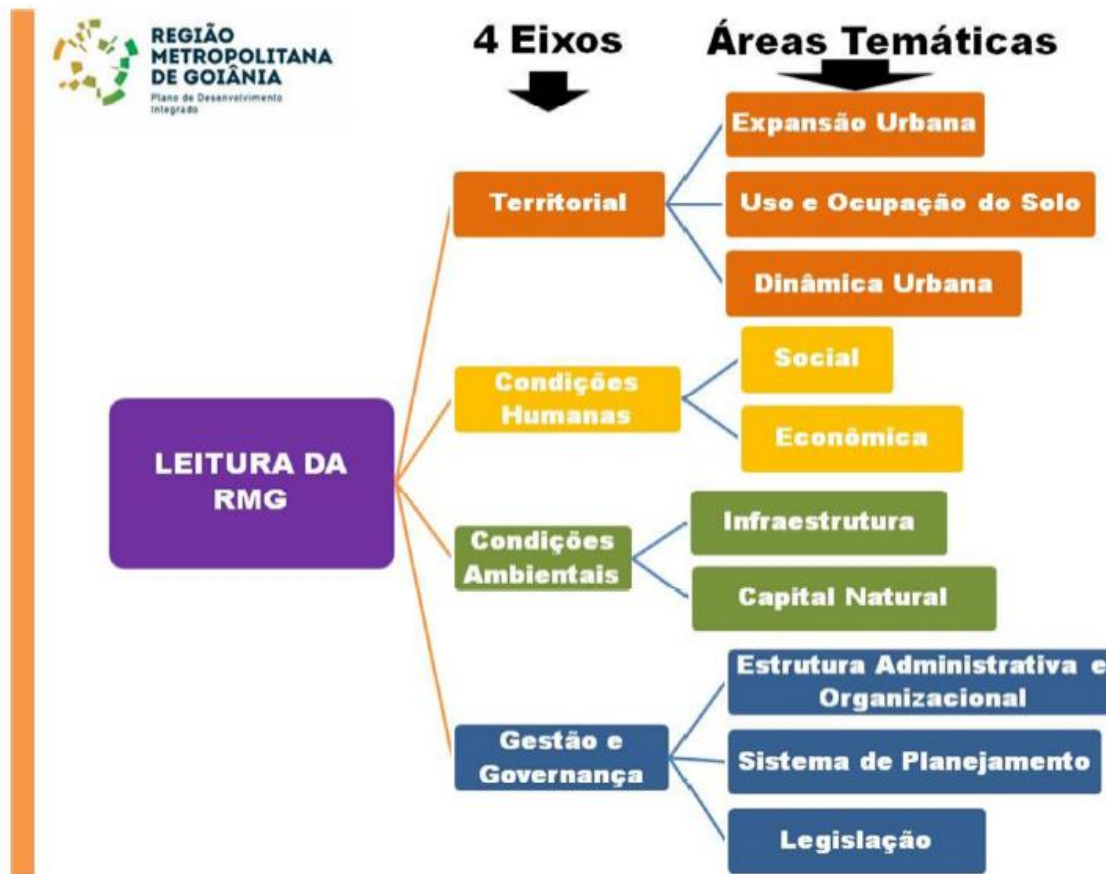 REGIÃO
METROPOLITANA
DE GOIÂNIA
Plano de Desenvolvimento
Integrado
4 Eixos
Áreas Temáticas
LEITURA DA
RMG
Territorial
Expansão Urbana
Uso e Ocupação do Solo
Dinâmica Urbana
Condições
Humanas
Social
Econômica
Condições
Ambientais
Infraestrutura
Capital Natural
Gestão e
Governança
Estrutura Administrativa e
Organizacional
Sistema de Planejamento
Legislação